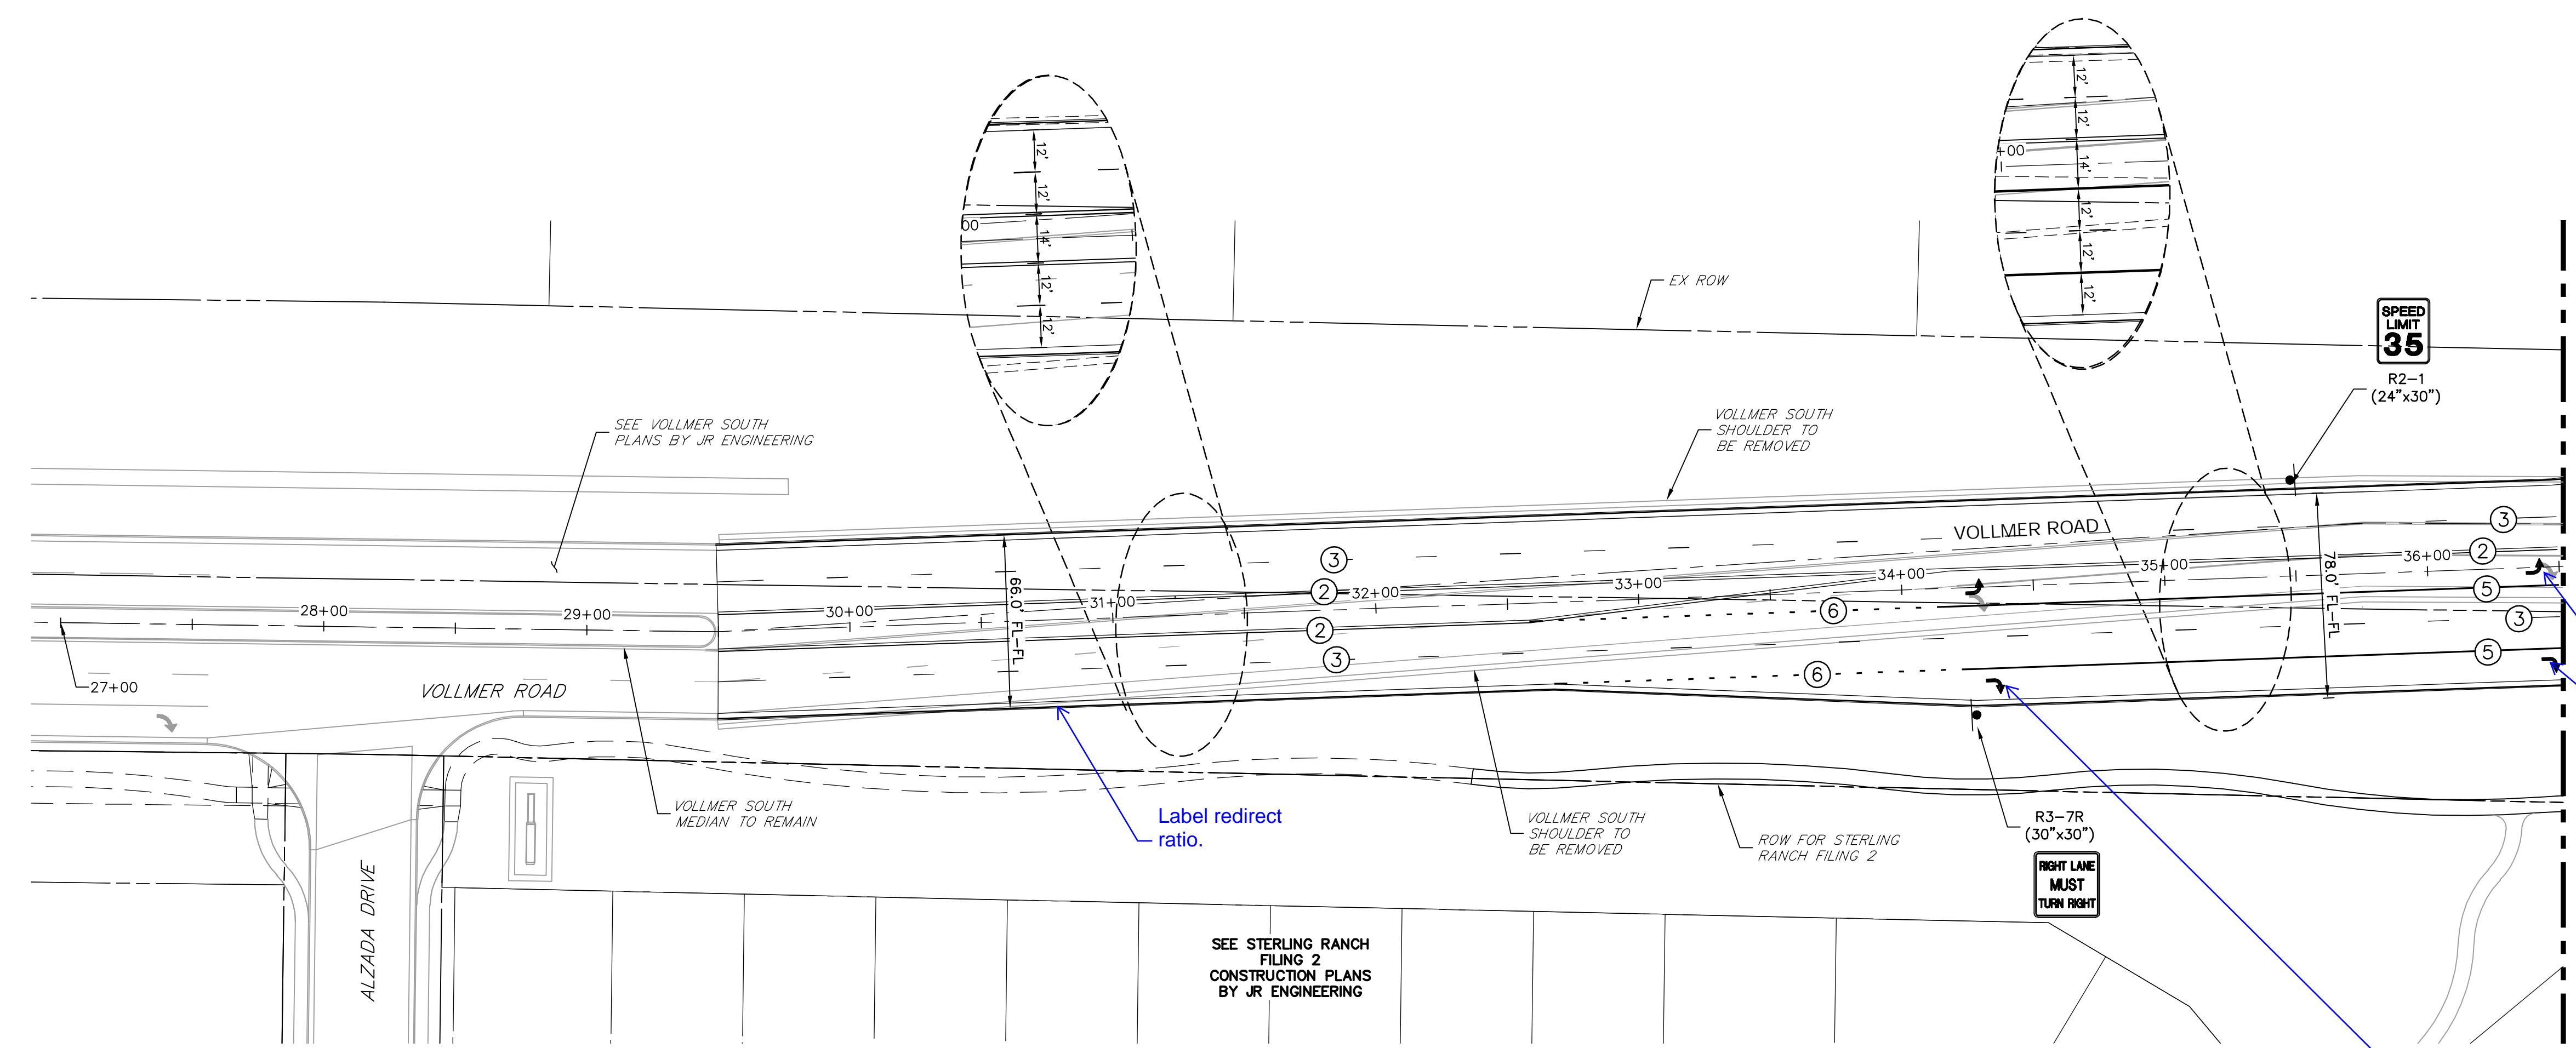 12'
12'
14'
12'
12'
00
12'
12'
14'
12'
12'
12'
+00
EX ROW
SPEED
LIMIT
35
R2-1
(24"x30")
SEE VOLLMER SOUTH
PLANS BY JR ENGINEERING
VOLLMER SOUTH
SHOULDER TO
BE REMOVED
VOLLMER ROAD
3
3
2
2
2
3
3
5
5
6
6
27+00
28+00
29+00
30+00
31+00
32+00
33+00
34+00
35+00
36+00
66.0' FL-FL
78.0' FL-FL
VOLLMER ROAD
VOLLMER SOUTH
MEDIAN TO REMAIN
Label redirect
ratio.
VOLLMER SOUTH
SHOULDER TO
BE REMOVED
ROW FOR STERLING
RANCH FILING 2
R3-7R
(30"x30")
RIGHT LANE
MUST
TURN RIGHT
ALZADA DRIVE
SEE STERLING RANCH
FILING 2
CONSTRUCTION PLANS
BY JR ENGINEERING